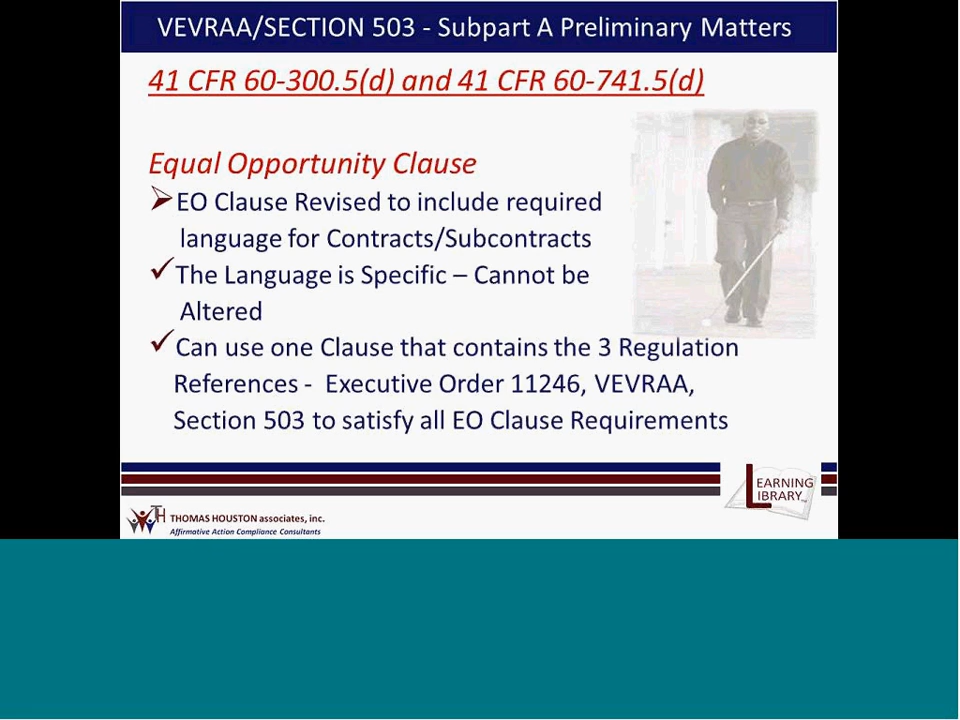 VEVRAA/SECTION 503 - Subpart A Preliminary Matters
41 CFR 60-300.5(d) and 41 CFR 60-741.5(d)
Equal Opportunity Clause
EO Clause Revised to include required
language for Contracts/Subcontracts
The Language is Specific – Cannot be
Altered
Can use one Clause that contains the 3 Regulation
References - Executive Order 11246, VEVRAA,
Section 503 to satisfy all EO Clause Requirements
LEARNING
LIBRARY
TH THOMAS HOUSTON associates, inc.
Affirmative Action Compliance Consultants